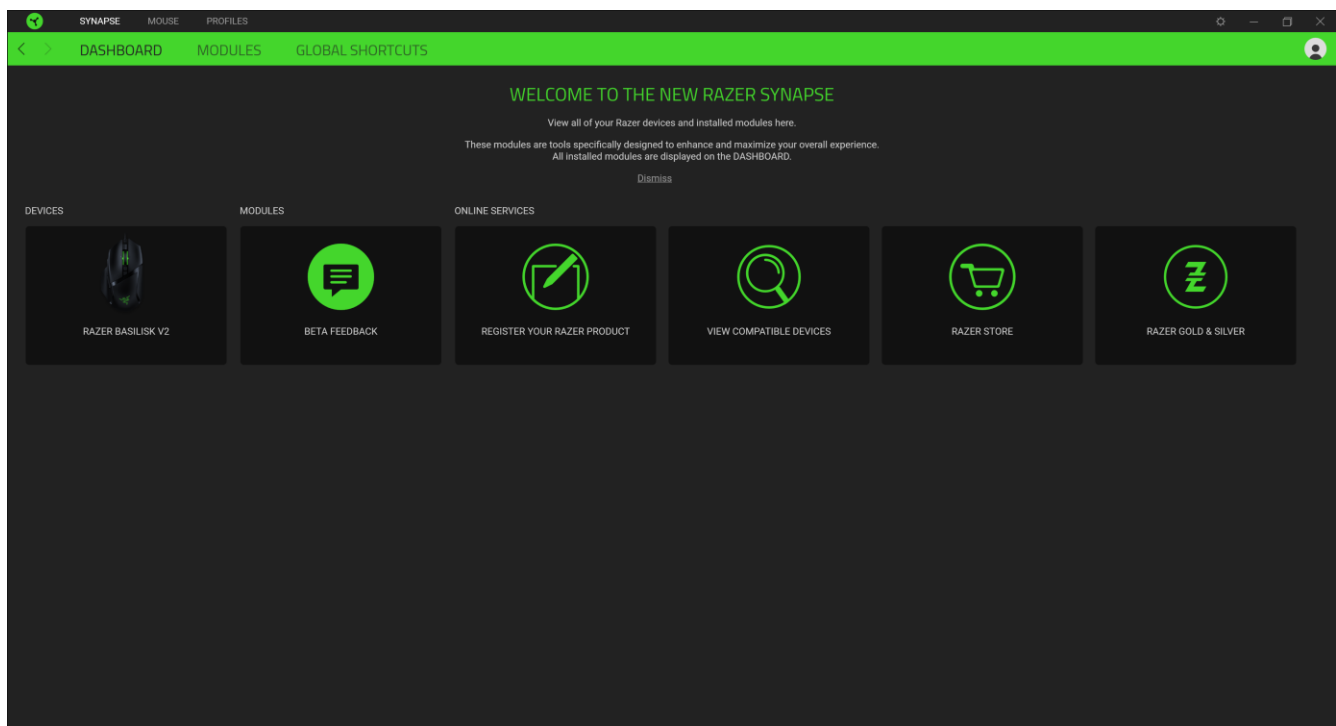 SYNAPSE MOUSE PROFILES
DASHBOARD MODULES GLOBAL SHORTCUTS
WELCOME TO THE NEW RAZER SYNAPSE
View all of your Razer devices and installed modules here.
These modules are tools specifically designed to enhance and maximize your overall experience.
All installed modules are displayed on the DASHBOARD.
Dismiss
DEVICES MODULES ONLINE SERVICES
RAZER BASILISK V2 BETA FEEDBACK REGISTER YOUR RAZER PRODUCT VIEW COMPATIBLE DEVICES RAZER STORE RAZER GOLD & SILVER